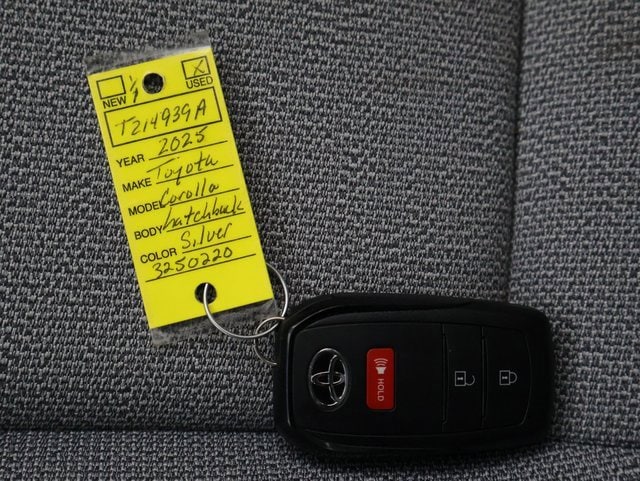 NEW X USED
T214939A
YEAR 2025
MAKE Toyota
MODEL Corolla
BODY hatchback
COLOR Silver
3250220
HOLD